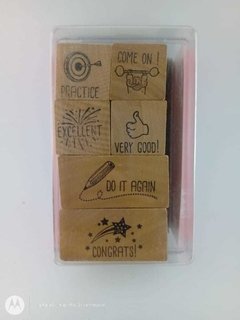 PRACTICE
COME ON !
EXCELLENT
VERY GOOD!
DO IT AGAIN
CONGRATS!